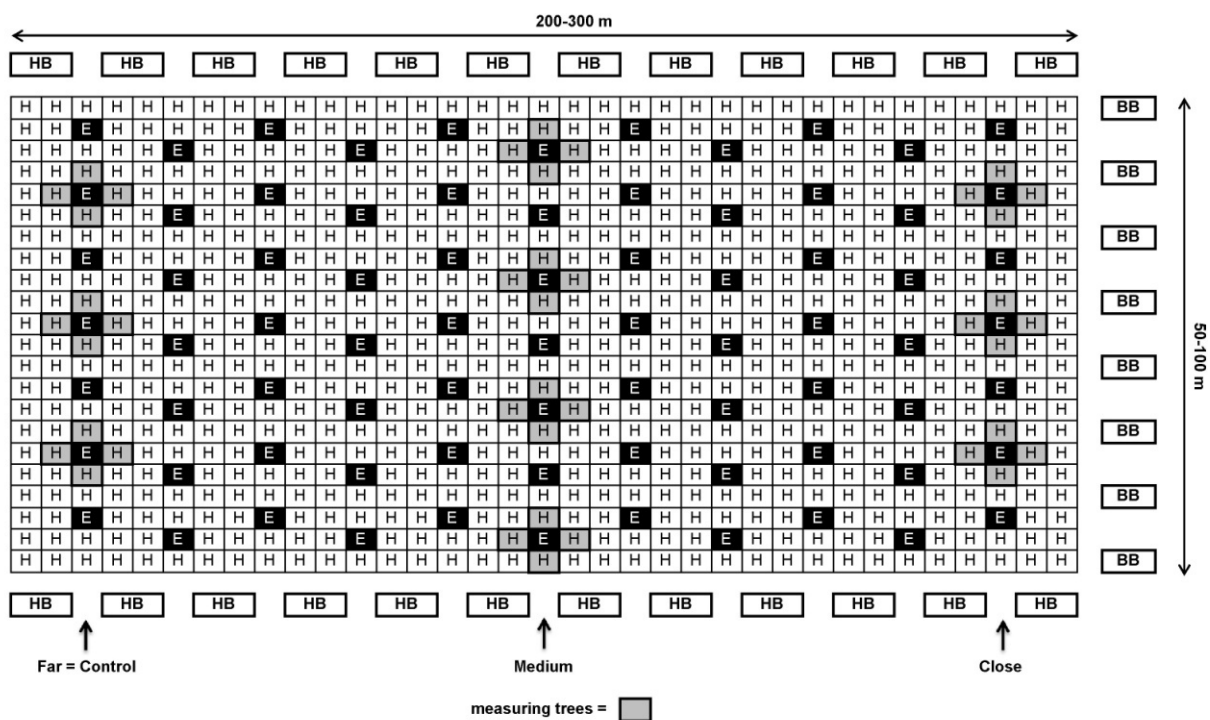 200-300 m
HB HB HB HB HB HB HB HB HB HB HB HB
H H H H H H H H H H H H H H H H H H H H H H H H H H H H H H H H H H H BB
H H E H H H H H E H H H H H E H H H H H E H H H H H E H H H H H E H H
H H H H H E H H H H H E H H H H H E H H H H H E H H H H H E H H H H H
H H H H H H H H H H H H H H H H H H H H H H H H H H H H H H H H H H H BB
H H E H H H H H E H H H H H E H H H H H E H H H H H E H H H H H E H H
H H H H H E H H H H H E H H H H H E H H H H H E H H H H H E H H H H H
H H H H H H H H H H H H H H H H H H H H H H H H H H H H H H H H H H H BB
H H E H H H H H E H H H H H E H H H H H E H H H H H E H H H H H E H H
H H H H H E H H H H H E H H H H H E H H H H H E H H H H H E H H H H H
H H H H H H H H H H H H H H H H H H H H H H H H H H H H H H H H H H H BB
H H E H H H H H E H H H H H E H H H H H E H H H H H E H H H H H E H H
H H H H H E H H H H H E H H H H H E H H H H H E H H H H H E H H H H H
H H H H H H H H H H H H H H H H H H H H H H H H H H H H H H H H H H H BB
H H E H H H H H E H H H H H E H H H H H E H H H H H E H H H H H E H H
H H H H H E H H H H H E H H H H H E H H H H H E H H H H H E H H H H H
H H H H H H H H H H H H H H H H H H H H H H H H H H H H H H H H H H H BB
H H E H H H H H E H H H H H E H H H H H E H H H H H E H H H H H E H H
H H H H H E H H H H H E H H H H H E H H H H H E H H H H H E H H H H H
H H H H H H H H H H H H H H H H H H H H H H H H H H H H H H H H H H H BB
H H E H H H H H E H H H H H E H H H H H E H H H H H E H H H H H E H H
H H H H H E H H H H H E H H H H H E H H H H H E H H H H H E H H H H H
H H H H H H H H H H H H H H H H H H H H H H H H H H H H H H H H H H H BB
50-100 m
HB HB HB HB HB HB HB HB HB HB HB HB
Far = Control Medium Close
measuring trees =